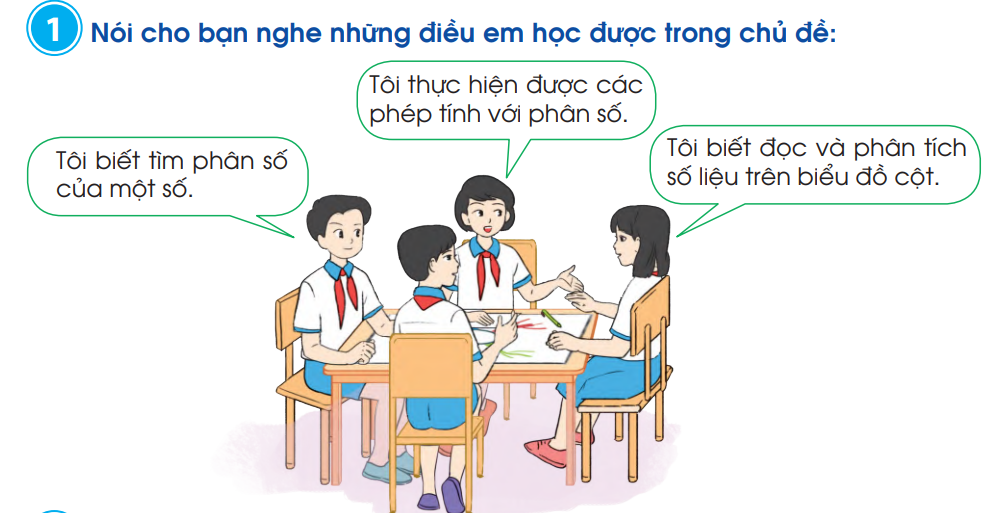 1 Nói cho bạn nghe những điều em học được trong chủ đề:
Tôi thực hiện được các
phép tính với phân số.
Tôi biết tìm phân số
của một số.
Tôi biết đọc và phân tích
số liệu trên biểu đồ cột.